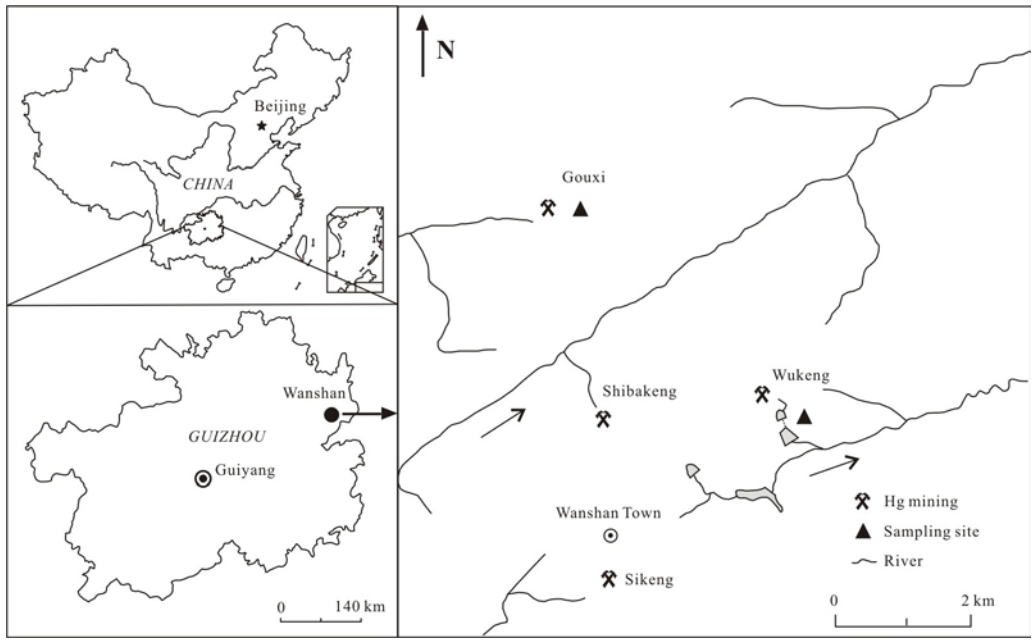 Beijing
CHINA
Wanshan
GUIZHOU
Guiyang
0 140 km
N
Gouxi
Shibakeng
Wukeng
Wanshan Town
Sikeng
Hg mining
Sampling site
River
0 2 km